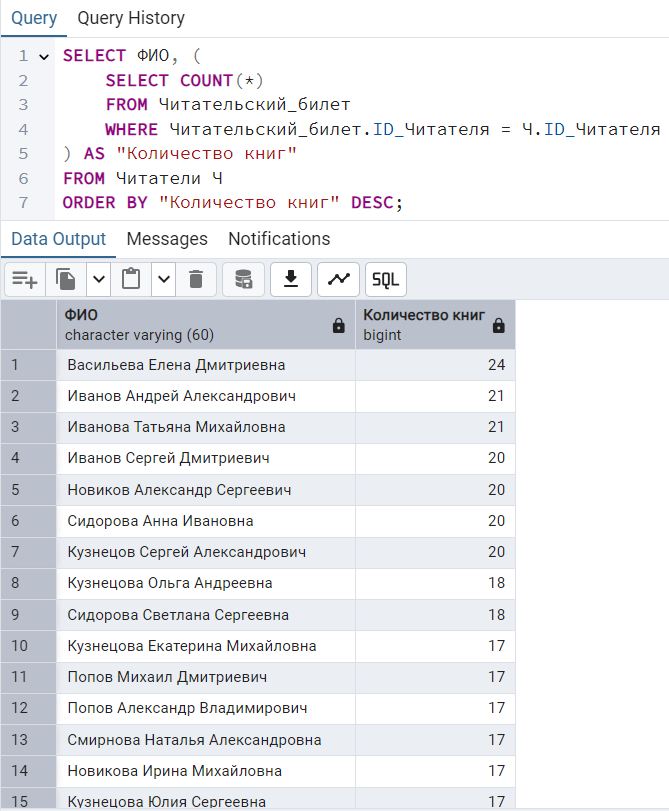 Query Query History
1 SELECT ФИО, (
2 SELECT COUNT(*)
3 FROM Читательский_билет
4 WHERE Читательский_билет.ID_Читателя = Ч.ID_Читателя
5 ) AS "Количество книг"
6 FROM Читатели Ч
7 ORDER BY "Количество книг" DESC;
Data Output Messages Notifications
SQL
ФИО Количество книг
character varying (60) bigint
1 Васильева Елена Дмитриевна 24
2 Иванов Андрей Александрович 21
3 Иванова Татьяна Михайловна 21
4 Иванов Сергей Дмитриевич 20
5 Новиков Александр Сергеевич 20
6 Сидорова Анна Ивановна 20
7 Кузнецов Сергей Александрович 20
8 Кузнецова Ольга Андреевна 18
9 Сидорова Светлана Сергеевна 18
10 Кузнецова Екатерина Михайловна 17
11 Попов Михаил Дмитриевич 17
12 Попов Александр Владимирович 17
13 Смирнова Наталья Александровна 17
14 Новикова Ирина Михайловна 17
15 Кузнецова Юлия Сергеевна 17